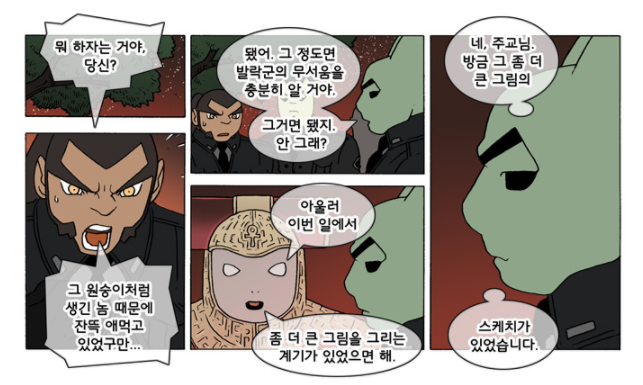 뭐 하자는 거야,
당신?
그 원숭이처럼
생긴 놈 때문에
잔뜩 애먹고
있었구만...
됐어. 그 정도면
발락군의 무서움을
충분히 알 거야.
그거면 됐지.
안 그래?
아울러
이번 일에서
좀 더 큰 그림을 그리는
계기가 있었으면 해.
네, 주교님.
방금 그 좀 더
큰 그림의
스케치가
있었습니다.